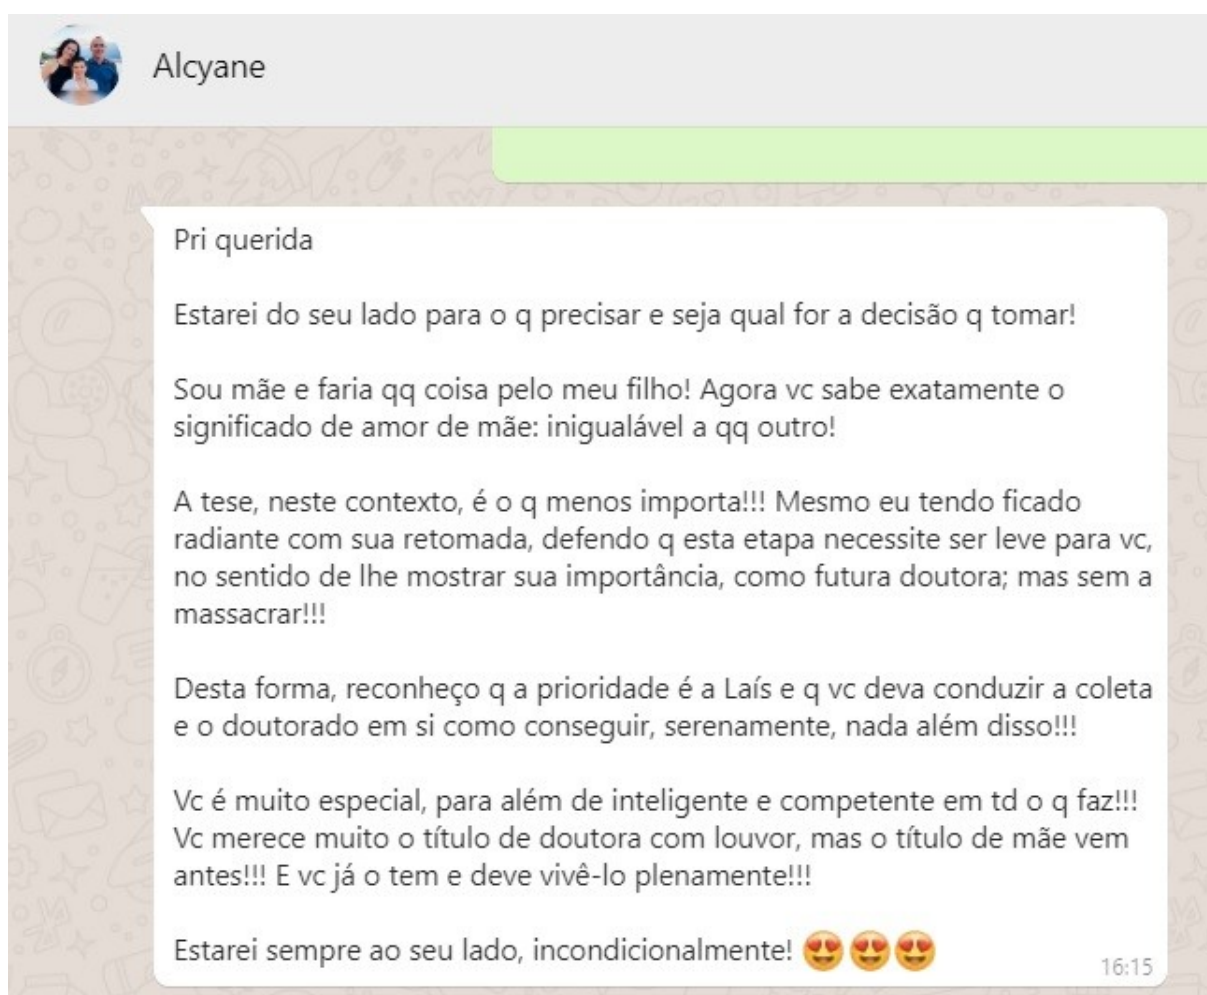 Alcyane
Pri querida
Estarei do seu lado para o q precisar e seja qual for a decisão q tomar!
Sou mãe e faria qq coisa pelo meu filho! Agora vc sabe exatamente o
significado de amor de mãe: inigualável a qq outro!
A tese, neste contexto, é o q menos importa!!! Mesmo eu tendo ficado
radiante com sua retomada, defendo q esta etapa necessite ser leve para vc,
no sentido de lhe mostrar sua importância, como futura doutora; mas sem a
massacrar!!!
Desta forma, reconheço q a prioridade é a Laís e q vc deva conduzir a coleta
e o doutorado em si como conseguir, serenamente, nada além disso!!!
Vc é muito especial, para além de inteligente e competente em td o q faz!!!
Vc merece muito o título de doutora com louvor, mas o título de mãe vem
antes!!! E vc já o tem e deve vivê-lo plenamente!!!
Estarei sempre ao seu lado, incondicionalmente! 😍😍😍
16:15